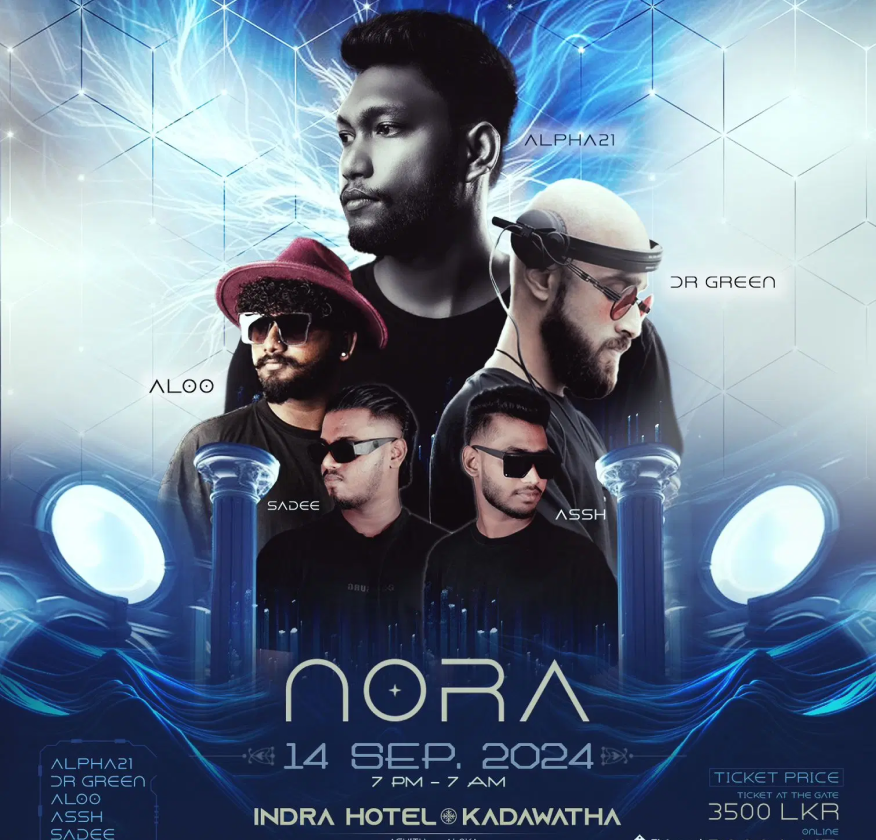 ALPHA21
DR GREEN
ALOO
SADEE
ASSH
NORA
14 SEP. 2024
7 PM - 7 AM
INDRA HOTEL KADAWATHA
ALPHA21
DR GREEN
ALOO
ASSH
SADEE
TICKET PRICE
TICKET AT THE GATE
3500 LKR
ONLINE